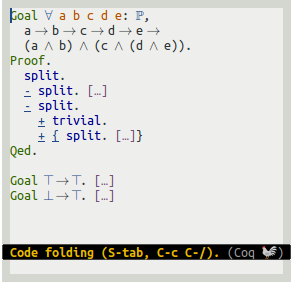 Goal ∀ a b c d e: ℙ,
a → b → c → d → e →
(a ∧ b) ∧ (c ∧ (d ∧ e)).
Proof.
split.
- split. […]
- split.
+ trivial.
+ { split. […]}
Qed.
Goal ⊤→⊤. […]
Goal ⊥→⊤. […]
Code folding (S-tab, C-c C-/). (Coq 🐓)